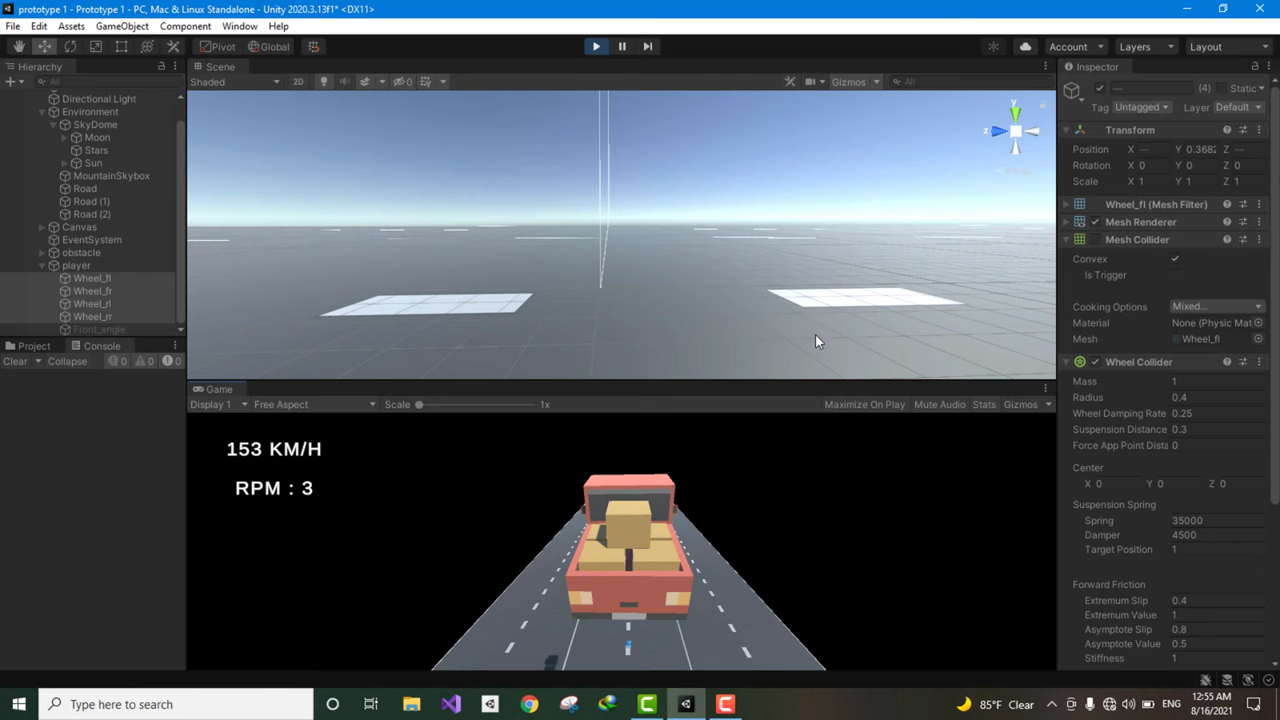 prototype 1 - Prototype 1 - PC, Mac & Linux Standalone - Unity 2020.3.13f1* <DX11>
File Edit Assets GameObject Component Window Help
Pivot Global Account Layers Layout
Hierarchy
All
Directional Light
Environment
SkyDome
Moon
Stars
Sun
MountainSkybox
Road
Road (1)
Road (2)
Canvas
EventSystem
obstacle
player
Wheel_fl
Wheel_fr
Wheel_rl
Wheel_rr
Front_angle
Project Console
Clear Collapse 0 0 0
Scene
Shaded 2D 0 Gizmos All
y
z
Persp
Game
Display 1 Free Aspect Scale 1x Maximize On Play Mute Audio Stats Gizmos
153 KM/H
RPM : 3
Inspector
— (4) Static
Tag Untagged Layer Default
Transform
Position X — Y 0.368 Z —
Rotation X 0 Y 0 Z 0
Scale X 1 Y 1 Z 1
Wheel_fl (Mesh Filter)
Mesh Renderer
Mesh Collider
Convex
Is Trigger
Cooking Options Mixed...
Material None (Physic Mat
Mesh Wheel_fl
Wheel Collider
Mass 1
Radius 0.4
Wheel Damping Rate 0.25
Suspension Distance 0.3
Force App Point Dista 0
Center
X 0 Y 0 Z 0
Suspension Spring
Spring 35000
Damper 4500
Target Position 1
Forward Friction
Extremum Slip 0.4
Extremum Value 1
Asymptote Slip 0.8
Asymptote Value 0.5
Stiffness 1
Type here to search
85°F Clear ENG
12:55 AM
8/16/2021